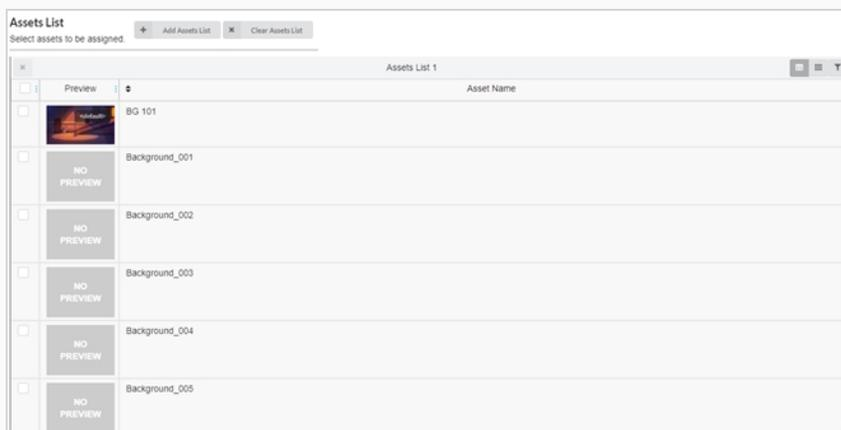 Assets List
Select assets to be assigned.
Add Assets List
Clear Assets List
Assets List 1
Preview
Asset Name
<default>
BG 101
NO
PREVIEW
Background_001
NO
PREVIEW
Background_002
NO
PREVIEW
Background_003
NO
PREVIEW
Background_004
NO
PREVIEW
Background_005